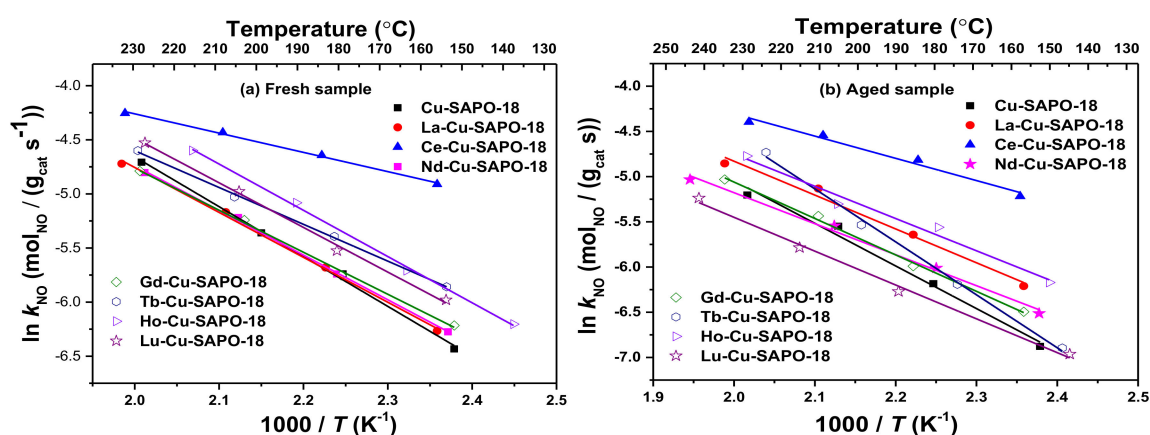 Temperature (°C)
230 220 210 200 190 180 170 160 150 140 130
-4.0
-4.5
-5.0
-5.5
-6.0
-6.5
ln kNO (molNO / (gcat s-1))
(a) Fresh sample
Cu-SAPO-18
La-Cu-SAPO-18
Ce-Cu-SAPO-18
Nd-Cu-SAPO-18
Gd-Cu-SAPO-18
Tb-Cu-SAPO-18
Ho-Cu-SAPO-18
Lu-Cu-SAPO-18
2.0 2.1 2.2 2.3 2.4 2.5
1000 / T (K-1)
Temperature (°C)
250 240 230 220 210 200 190 180 170 160 150 140 130
-4.0
-4.5
-5.0
-5.5
-6.0
-6.5
-7.0
ln kNO (molNO / (gcat s))
(b) Aged sample
Cu-SAPO-18
La-Cu-SAPO-18
Ce-Cu-SAPO-18
Nd-Cu-SAPO-18
Gd-Cu-SAPO-18
Tb-Cu-SAPO-18
Ho-Cu-SAPO-18
Lu-Cu-SAPO-18
1.9 2.0 2.1 2.2 2.3 2.4 2.5
1000 / T (K-1)